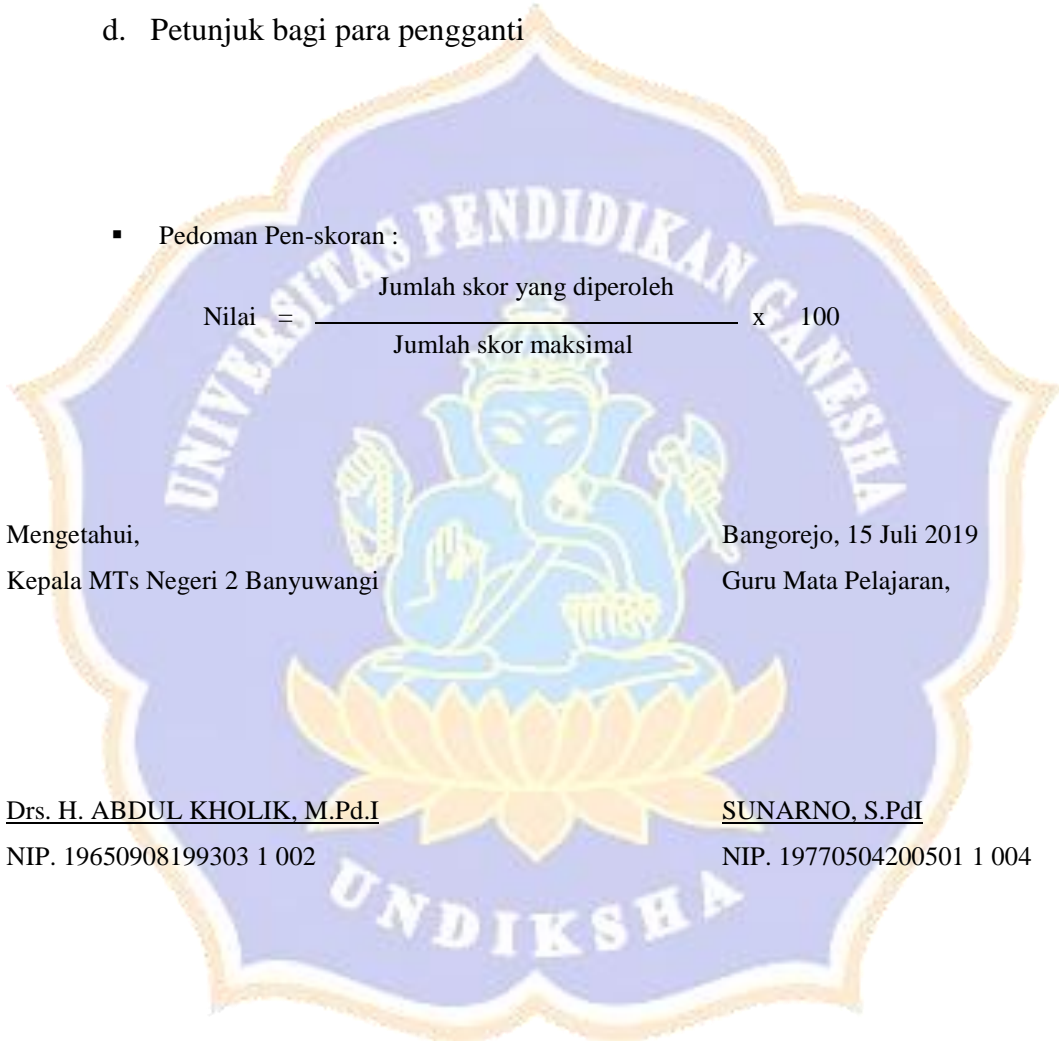 d. Petunjuk bagi para pengganti
UNIVERSITAS PENDIDIKAN GANESHA
▪ Pedoman Pen-skoran :
Jumlah skor yang diperoleh
Nilai = x 100
Jumlah skor maksimal
Mengetahui, Bangorejo, 15 Juli 2019
Kepala MTs Negeri 2 Banyuwangi Guru Mata Pelajaran,
Drs. H. ABDUL KHOLIK, M.Pd.I SUNARNO, S.PdI
NIP. 19650908199303 1 002 NIP. 19770504200501 1 004
UNDIKSHA